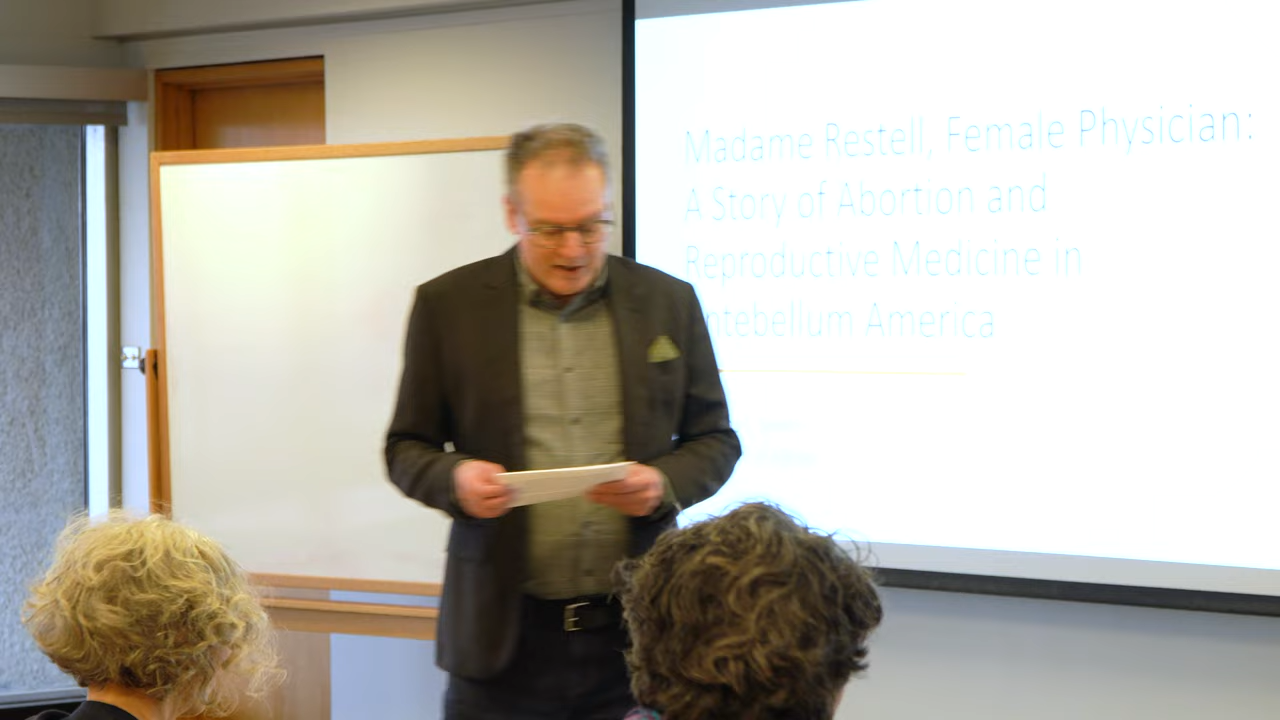 Madame Restell, Female Physician:
A Story of Abortion and
Reproductive Medicine in
ntebellum America